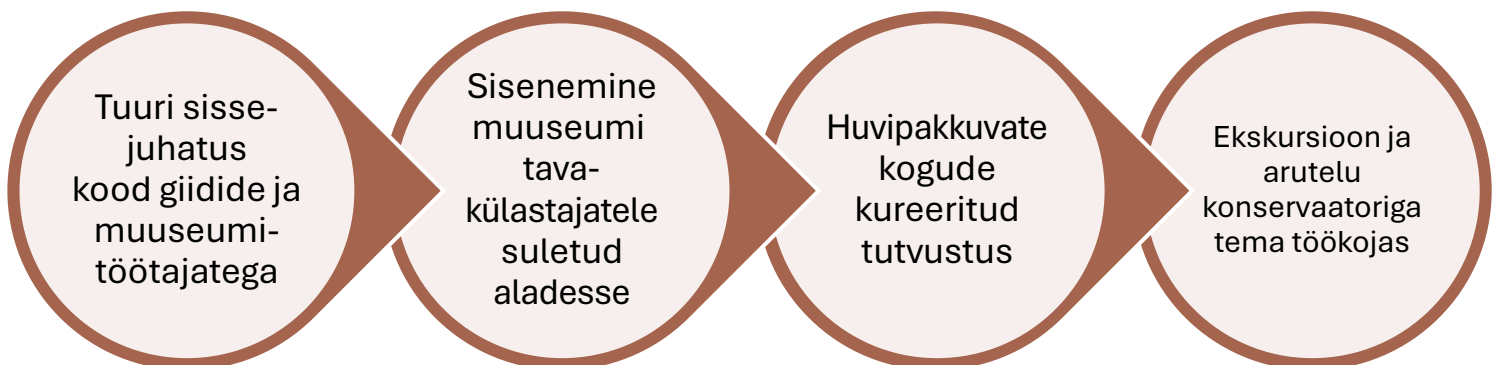 Tuuri sisse-
juhatus
kood giidide ja
muuseumi-
töötajatega
Sisenemine
muuseumi
tava-
külastajatele
suletud
aladesse
Huvipakkuvate
kogude
kureeritud
tutvustus
Ekskursioon ja
arutelu
konservaatoriga
tema töökojas